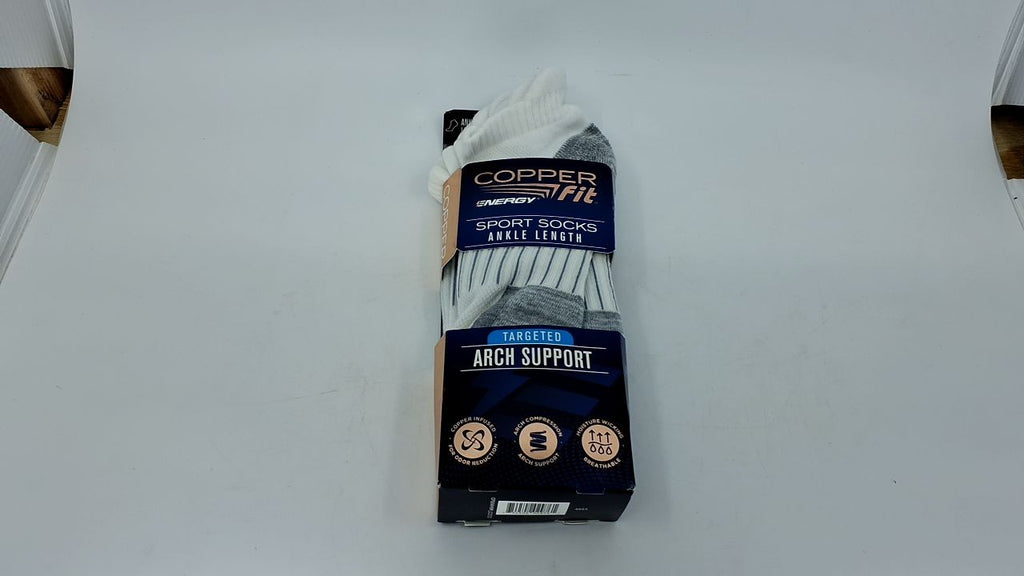 COPPER
fit
ENERGY
SPORT SOCKS
ANKLE LENGTH
TARGETED
ARCH SUPPORT
COPPER INFUSED
FOR ODOR REDUCTION
ARCH COMPRESSION
ARCH SUPPORT
MOISTURE WICKING
BREATHABLE